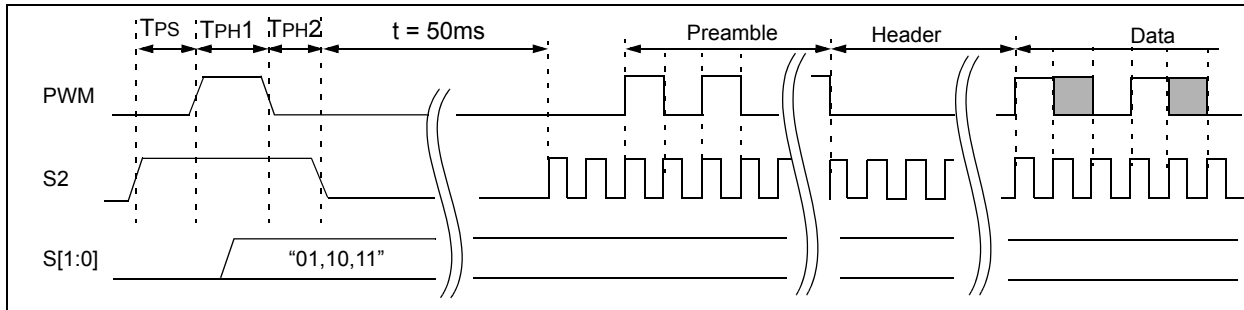 TPS TPH1 TPH2 t = 50ms Preamble Header Data
PWM
S2
S[1:0] “01,10,11”